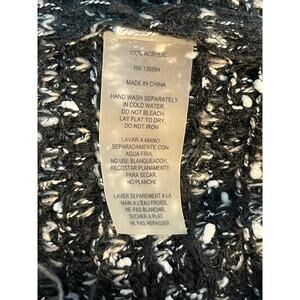 100% ACRYLIC
RN 136994
MADE IN CHINA
HAND WASH SEPARATELY
IN COLD WATER.
DO NOT BLEACH.
LAY FLAT TO DRY.
DO NOT IRON
LAVAR A MANO
SEPARADAMENTE CON
AGUA FRIA.
NO USE BLANQUEADOR,
RECOSTAR PLANAMENTE
PARA SECAR.
NO PLANCHE.
LAVER SEPAREMENT A LA
MAIN A L'EAU FROIDE.
NE PAS BLANCHIR.
SECHER A PLAT.
NE PAS REPASSER.